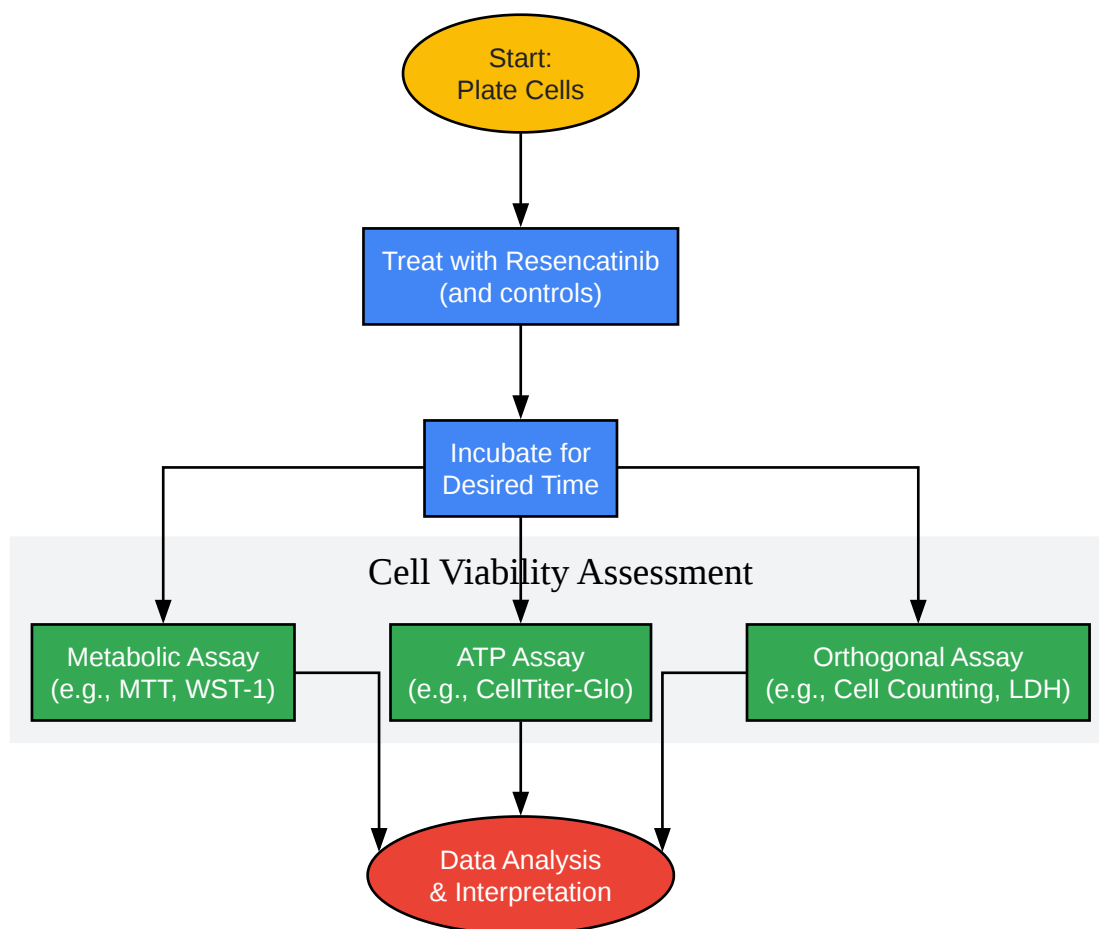 Start:
Plate Cells
Treat with Resencatinib
(and controls)
Incubate for
Desired Time
Cell Viability Assessment
Metabolic Assay
(e.g., MTT, WST-1)
ATP Assay
(e.g., CellTiter-Glo)
Orthogonal Assay
(e.g., Cell Counting, LDH)
Data Analysis
& Interpretation